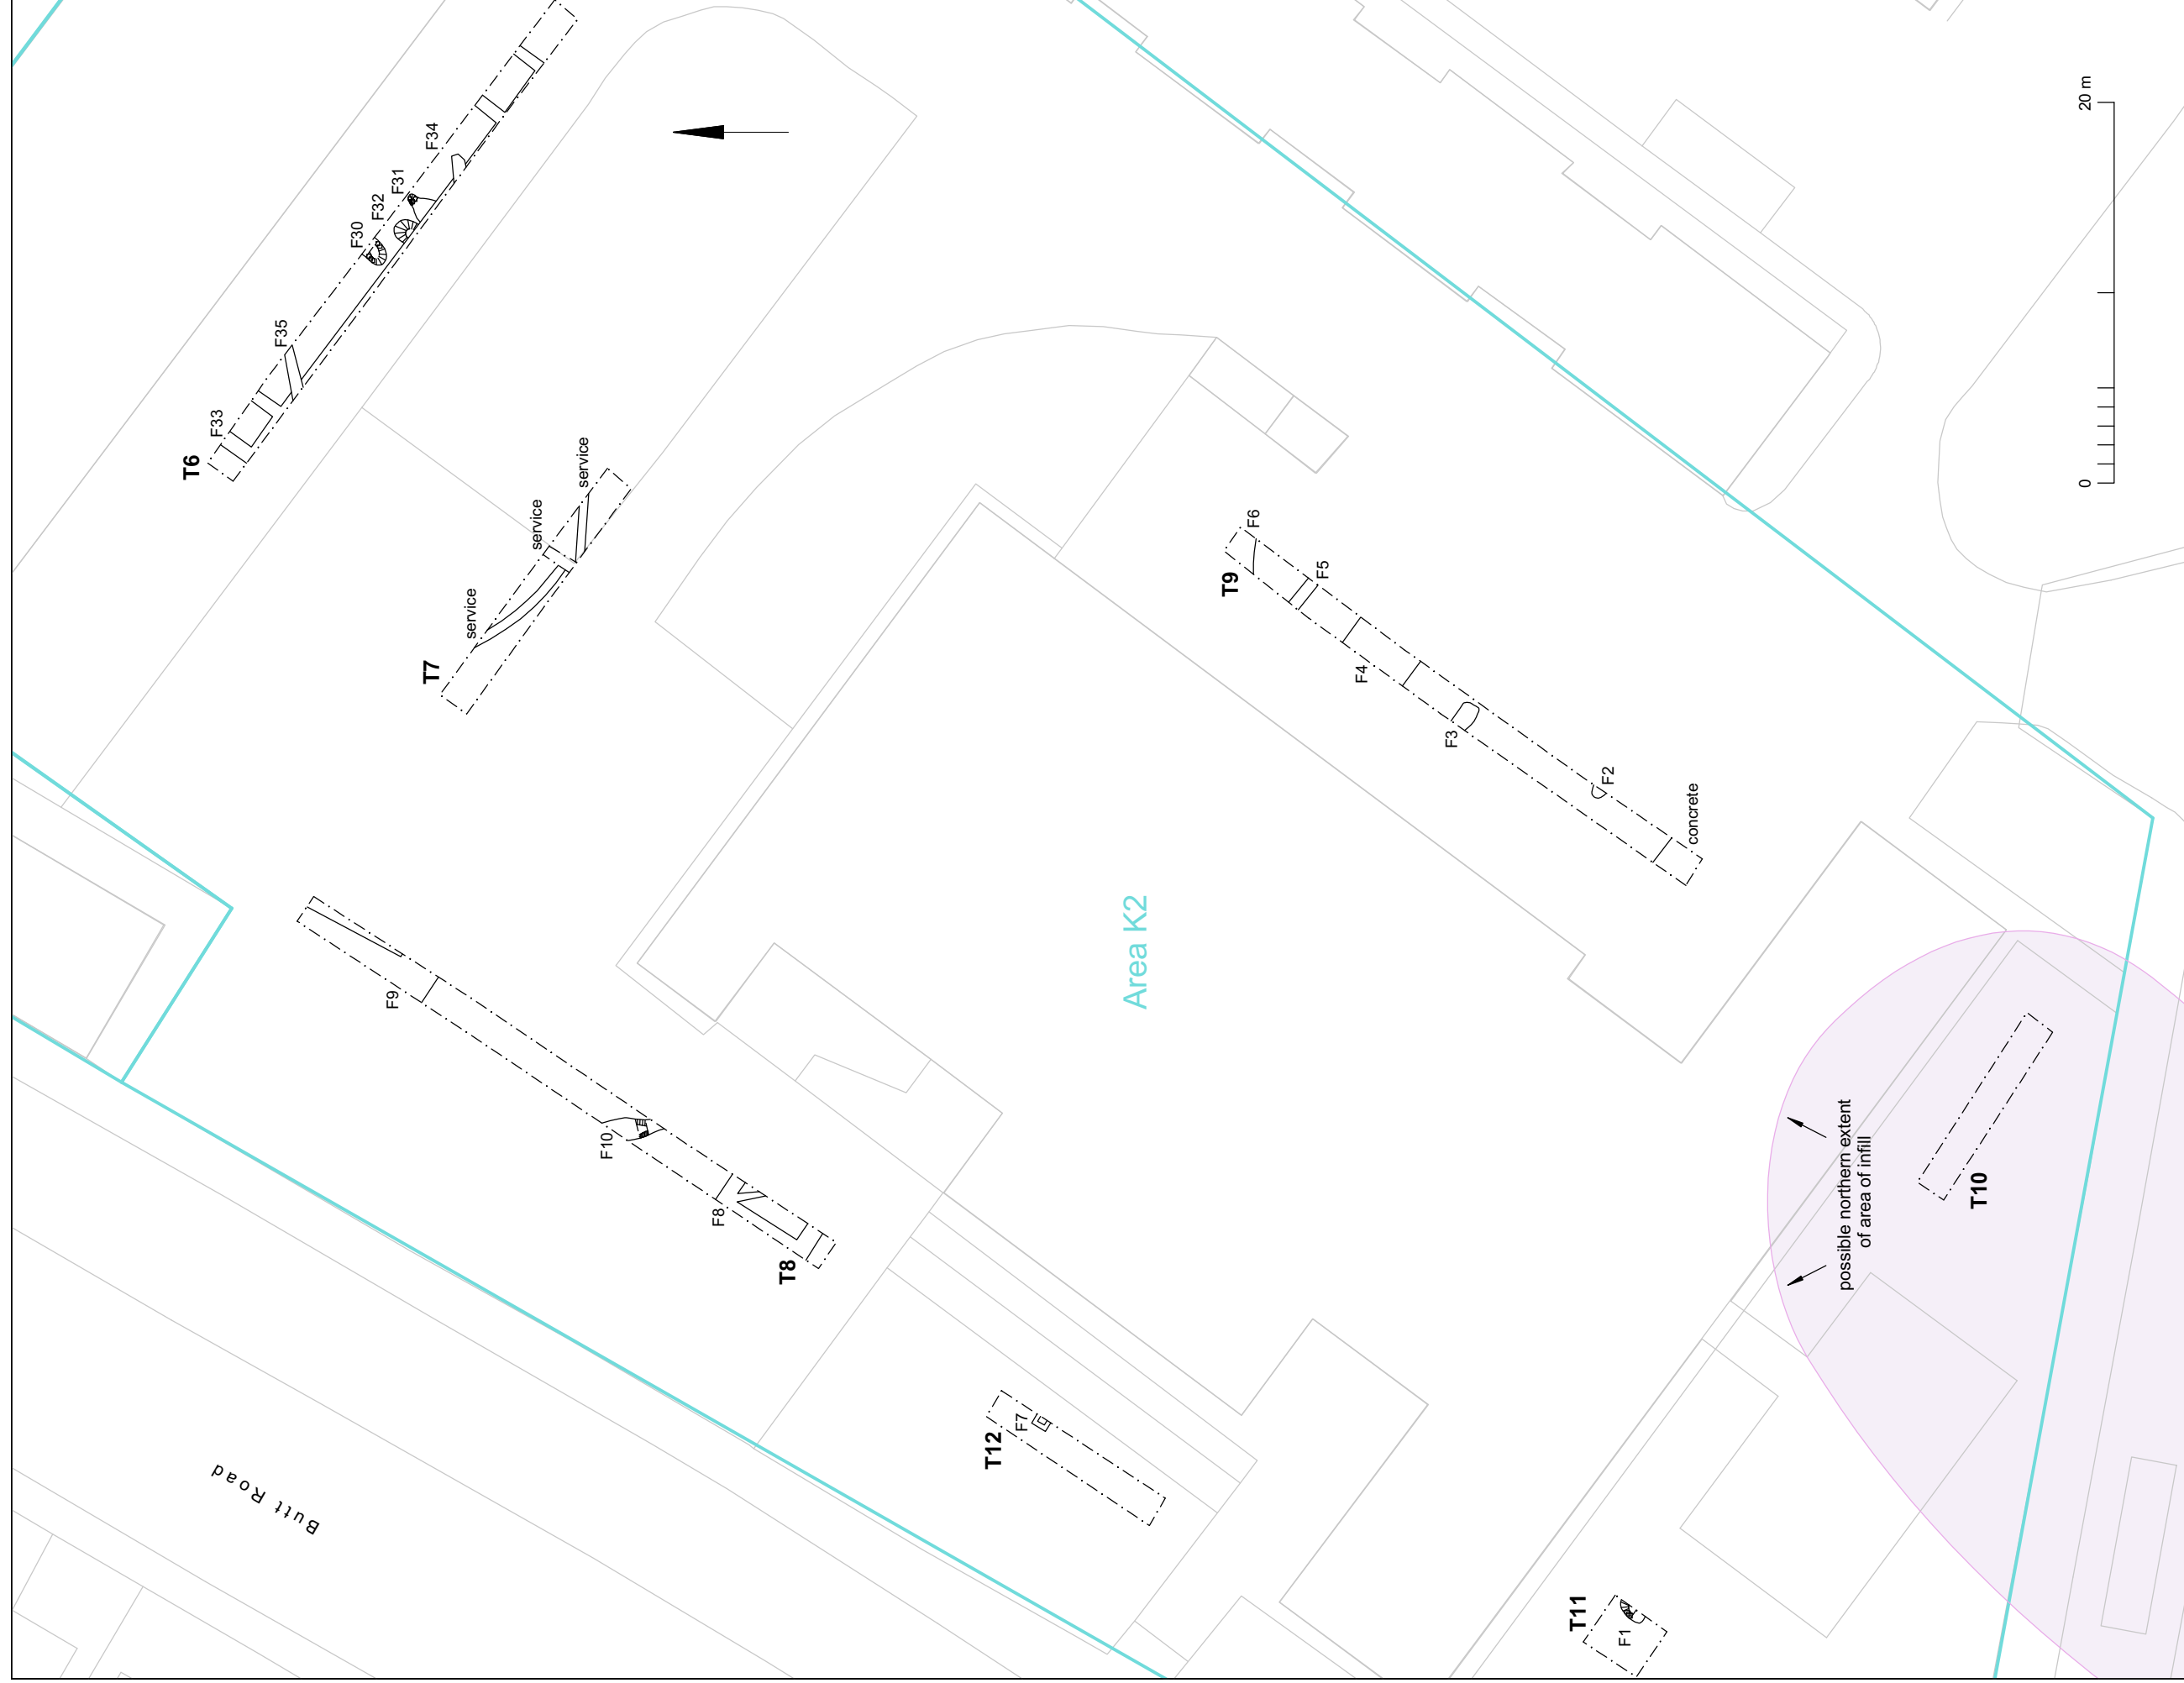 T6
F33
F35
F30
F32
F31
F34
T7
service
service
service
F9
F10
F8
T8
Butt Road
T9
F6
F5
F4
F3
F2
concrete
Area K2
T12
F7
T11
F1
possible northern extent
of area of infill
T10
0
20 m